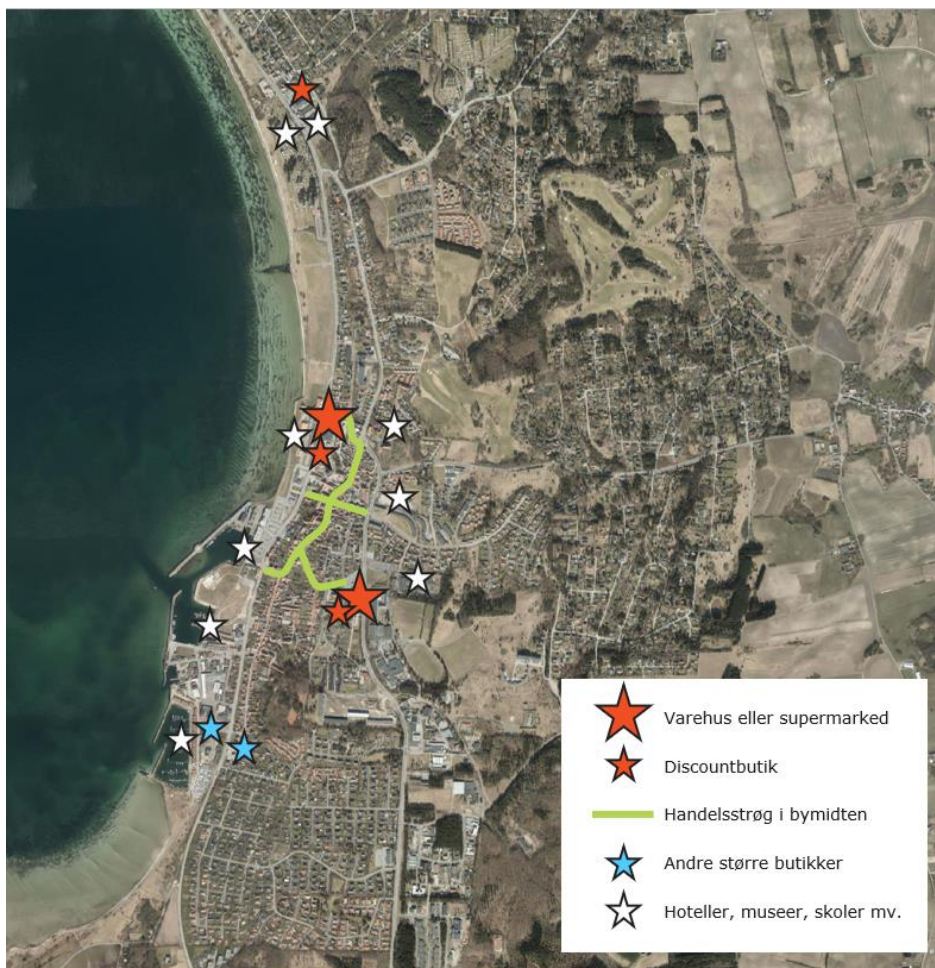 Varehus eller supermarked
Discountbutik
Handelsstrøg i bymidten
Andre større butikker
Hoteller, museer, skoler mv.